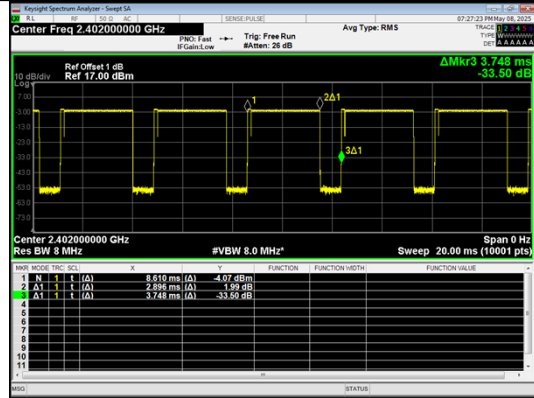 Keysight Spectrum Analyzer - Swept SA
R L RF 50 Ω AC SENSE:PULSE 07:27:23 PM May 08, 2025
Center Freq 2.402000000 GHz
Avg Type: RMS
PNO: Fast Trig: Free Run
IFGain:Low #Atten: 26 dB
TRACE 1 2 3 4 5 6
TYPE W
DET A A A A A A
Ref Offset 1 dB
10 dB/div Ref 17.00 dBm
ΔMkr3 3.748 ms
-33.50 dB
Log
7.00
-3.00
-13.0
-23.0
-33.0
-43.0
-53.0
-63.0
-73.0
1
2Δ1
3Δ1
Center 2.402000000 GHz Span 0 Hz
Res BW 8 MHz #VBW 8.0 MHz* Sweep 20.00 ms (10001 pts)
MKR MODE TRC SCL X Y FUNCTION FUNCTION WIDTH FUNCTION VALUE
1 N 1 t (Δ) 8.610 ms (Δ) -4.07 dBm
2 Δ1 1 t (Δ) 2.896 ms (Δ) 1.99 dB
3 Δ1 1 t (Δ) 3.748 ms (Δ) -33.50 dB
4
5
6
7
8
9
10
11
MSG STATUS